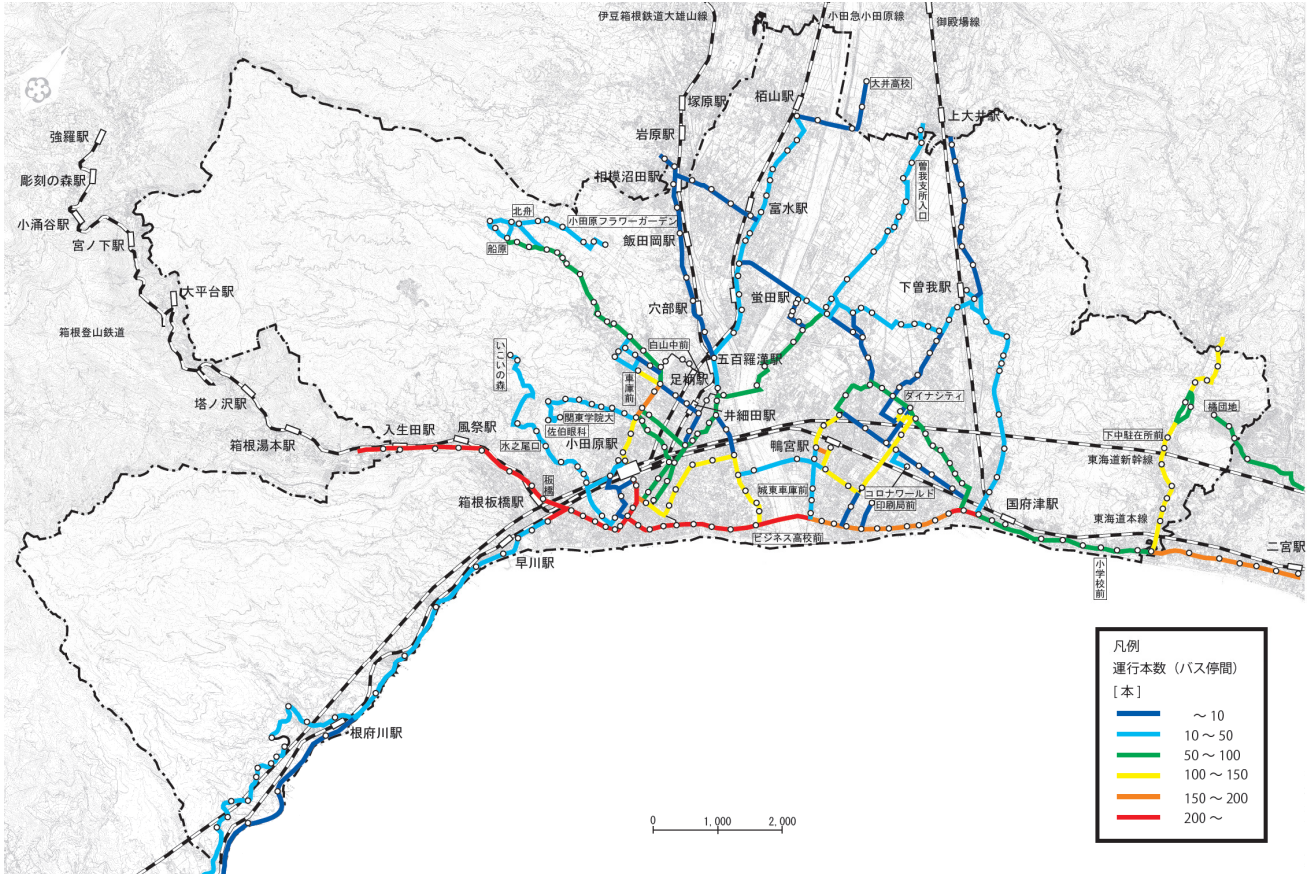 伊豆箱根鉄道大雄山線
小田急小田原線
御殿場線
大井高校
塚原駅
栢山駅
上大井駅
強羅駅
岩原駅
彫刻の森駅
相模沼田駅
曽我支所入口
小涌谷駅
北舟
小田原フラワーガーデン
富水駅
宮ノ下駅
船原
飯田岡駅
大平台駅
下曽我駅
穴部駅
蛍田駅
箱根登山鉄道
いこいの森
白山中前
五百羅漢駅
車庫前
足柄駅
ダイナシティ
塔ノ沢駅
関東学院大
井細田駅
橘団地
入生田駅
風祭駅
佐伯眼科
箱根湯本駅
水之尾口
小田原駅
鴨宮駅
下中駐在所前
東海道新幹線
板橋
城東車庫前
コロナワールド
箱根板橋駅
印刷局前
国府津駅
東海道本線
ビジネス高校前
二宮駅
早川駅
小学校前
根府川駅
凡例
運行本数（バス停間）
[ 本 ]
～ 10
10 ～ 50
50 ～ 100
100 ～ 150
150 ～ 200
200 ～
0 1,000 2,000